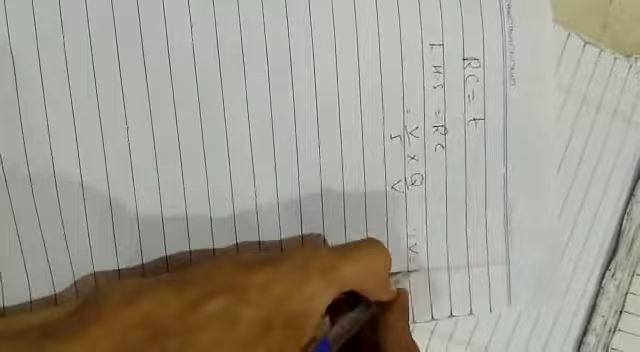 RC = t
L.H.S = RC
= V/I × Q/V ∵ V =